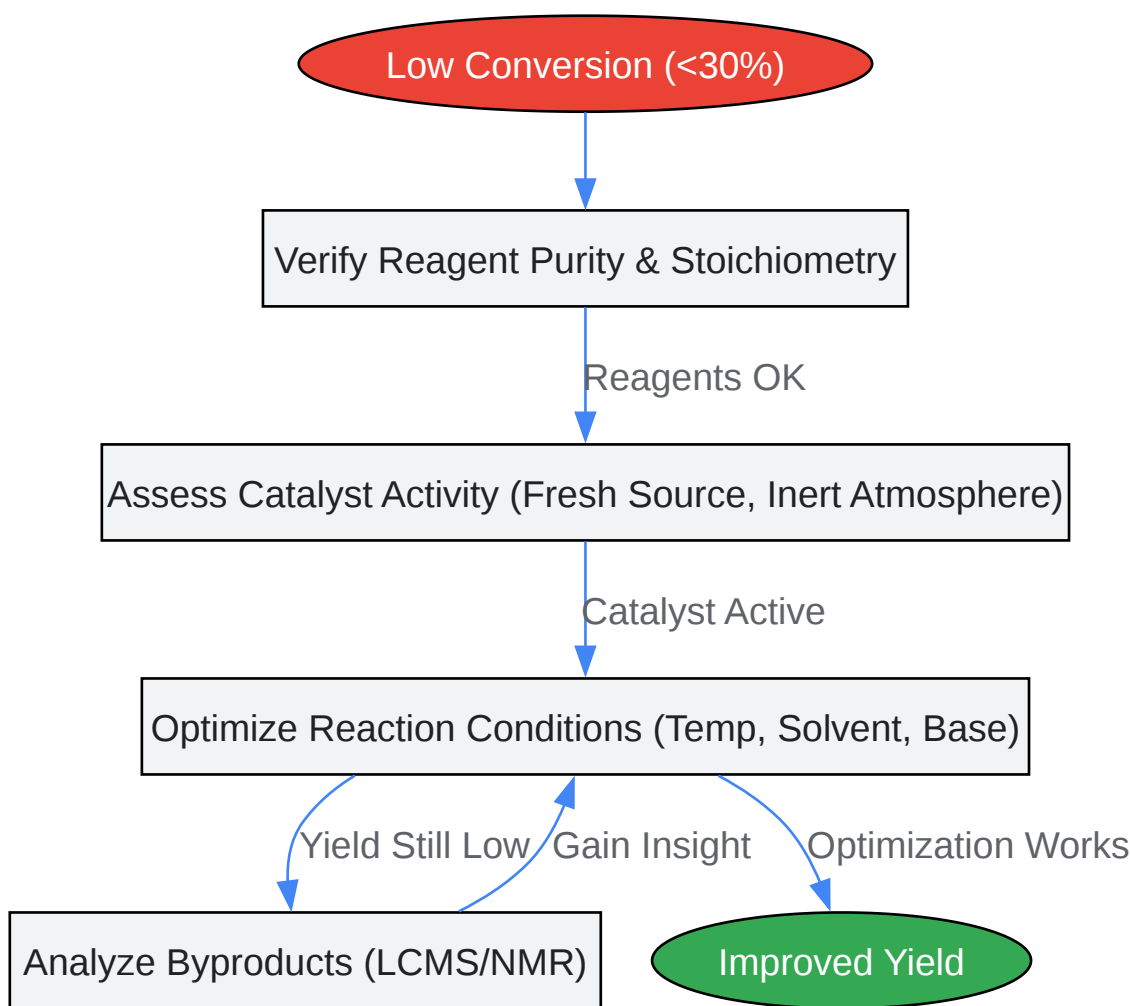 Low Conversion (<30%)
Verify Reagent Purity & Stoichiometry
Reagents OK
Assess Catalyst Activity (Fresh Source, Inert Atmosphere)
Catalyst Active
Optimize Reaction Conditions (Temp, Solvent, Base)
Yield Still Low
Gain Insight
Optimization Works
Analyze Byproducts (LCMS/NMR)
Improved Yield